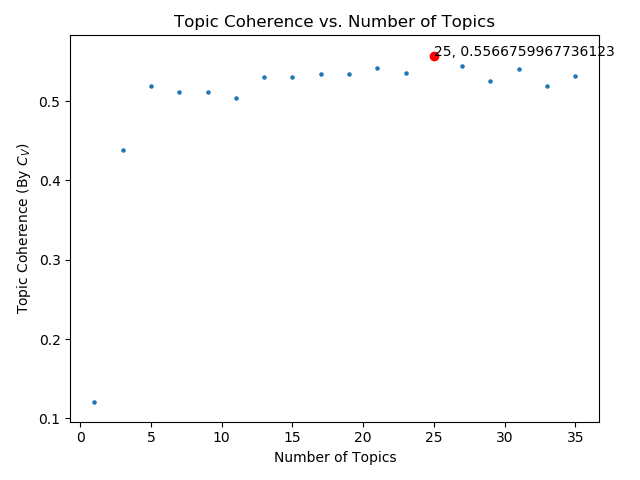 Topic Coherence vs. Number of Topics
25, 0.5566759967736123
Topic Coherence (By C_V)
0.5
0.4
0.3
0.2
0.1
0 5 10 15 20 25 30 35
Number of Topics